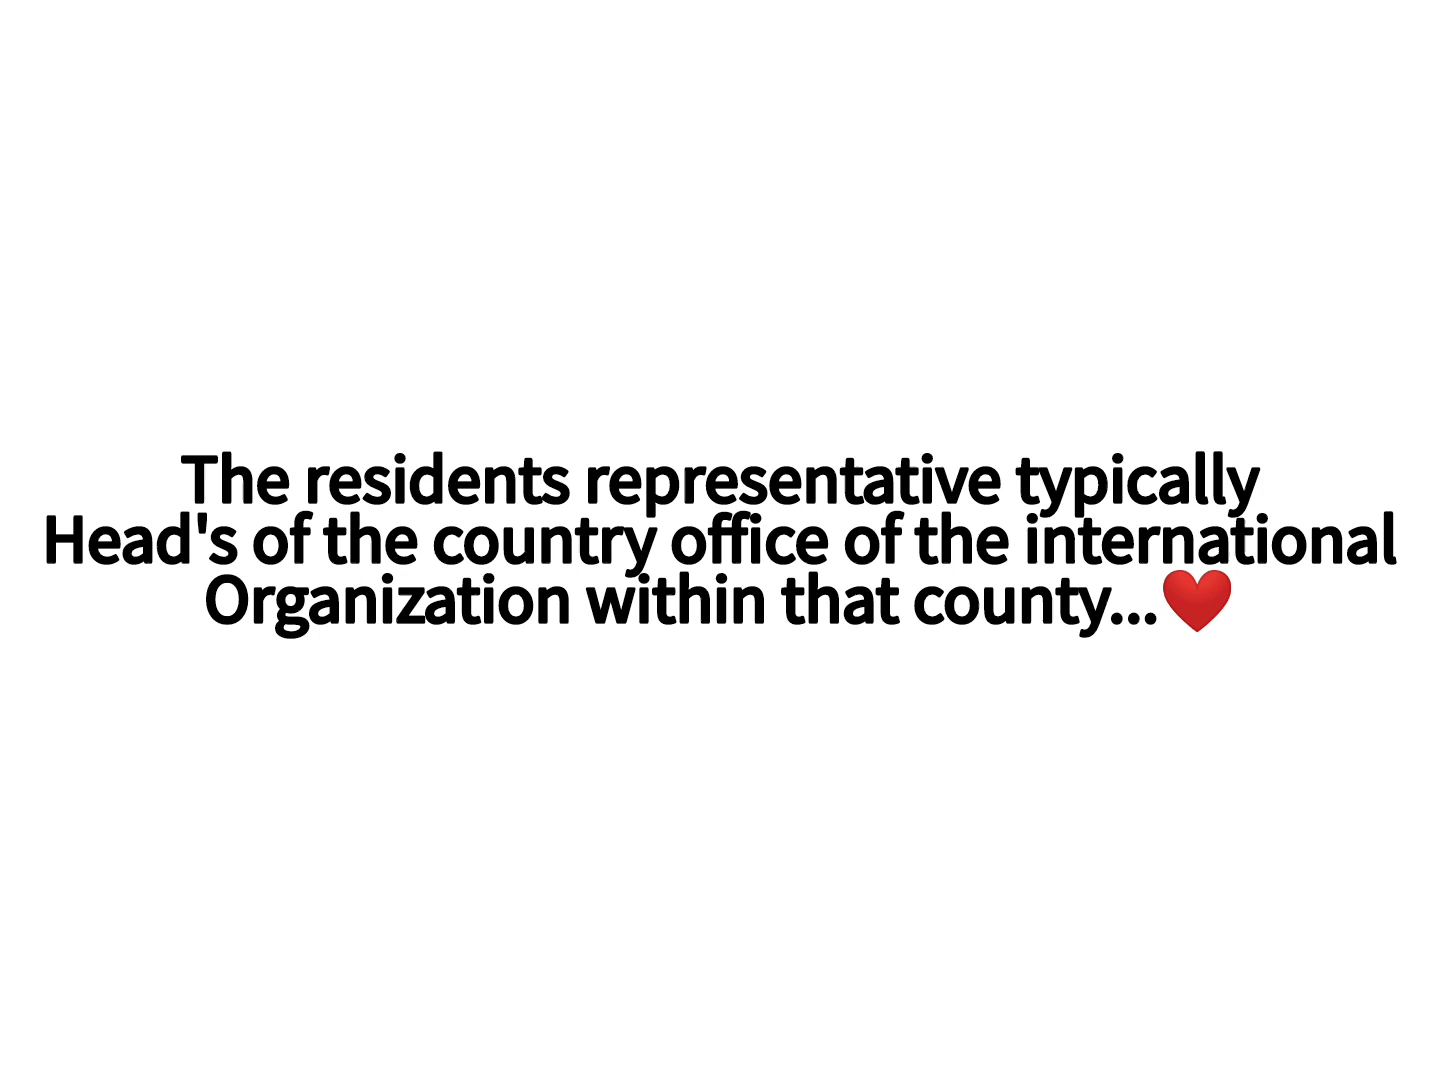 The residents representative typically
Head's of the country office of the international
Organization within that county...❤️